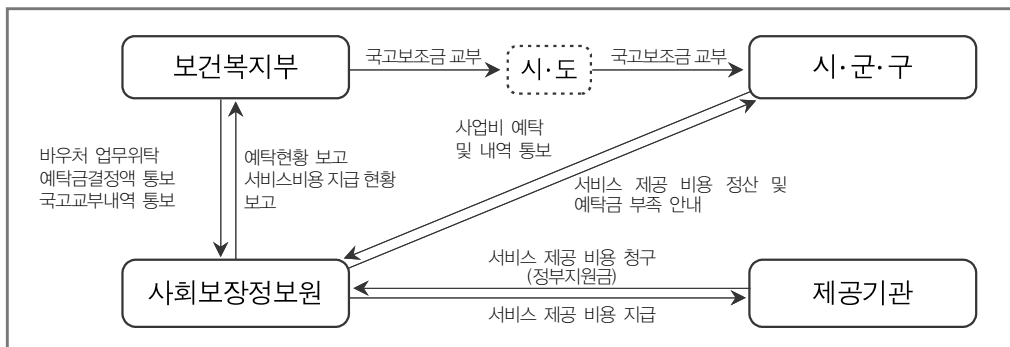 보건복지부
국고보조금 교부
시·도
국고보조금 교부
시·군·구
바우처 업무위탁
예탁금결정액 통보
국고교부내역 통보
예탁현황 보고
서비스비용 지급 현황
보고
사업비 예탁
및 내역 통보
서비스 제공 비용 정산 및
예탁금 부족 안내
사회보장정보원
서비스 제공 비용 청구
(정부지원금)
서비스 제공 비용 지급
제공기관